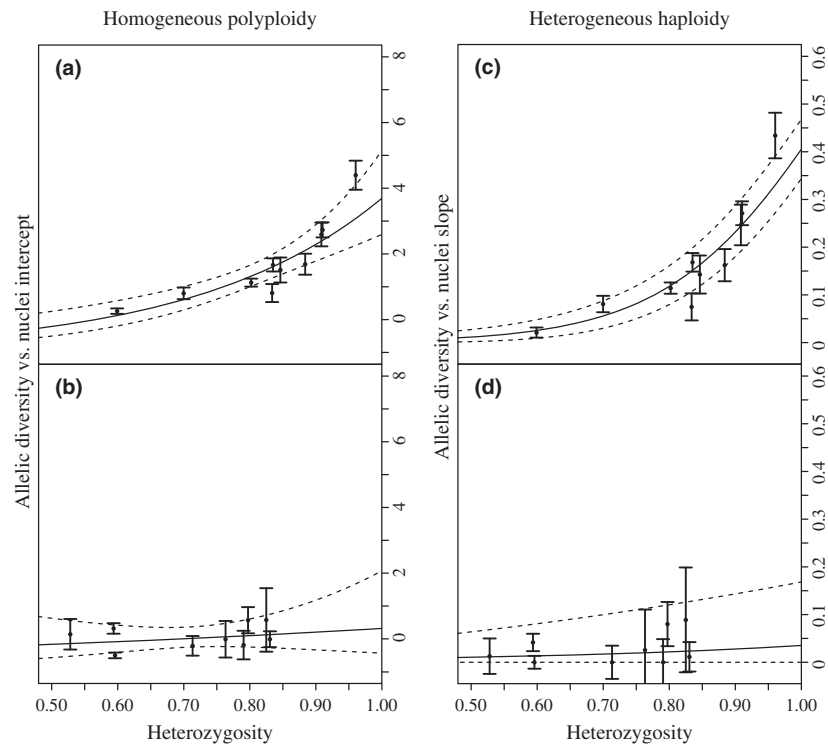 Homogeneous polyploidy
Heterogeneous haploidy
(a)
8
6
4
2
0
(c)
0.6
0.5
0.4
0.3
0.2
0.1
0
Allelic diversity vs. nuclei intercept
Allelic diversity vs. nuclei slope
(b)
8
6
4
2
0
(d)
0.6
0.5
0.4
0.3
0.2
0.1
0
0.50 0.60 0.70 0.80 0.90 1.00
0.50 0.60 0.70 0.80 0.90 1.00
Heterozygosity
Heterozygosity